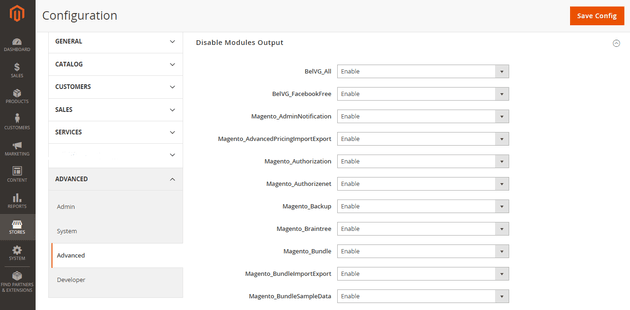 Configuration
Save Config
DASHBOARD
SALES
PRODUCTS
CUSTOMERS
MARKETING
CONTENT
REPORTS
STORES
SYSTEM
FIND PARTNERS
& EXTENSIONS
GENERAL
CATALOG
CUSTOMERS
SALES
SERVICES
ADVANCED
Admin
System
Advanced
Developer
Disable Modules Output
BelVG_All Enable
BelVG_FacebookFree Enable
Magento_AdminNotification Enable
Magento_AdvancedPricingImportExport Enable
Magento_Authorization Enable
Magento_Authorizenet Enable
Magento_Backup Enable
Magento_Braintree Enable
Magento_Bundle Enable
Magento_BundleImportExport Enable
Magento_BundleSampleData Enable